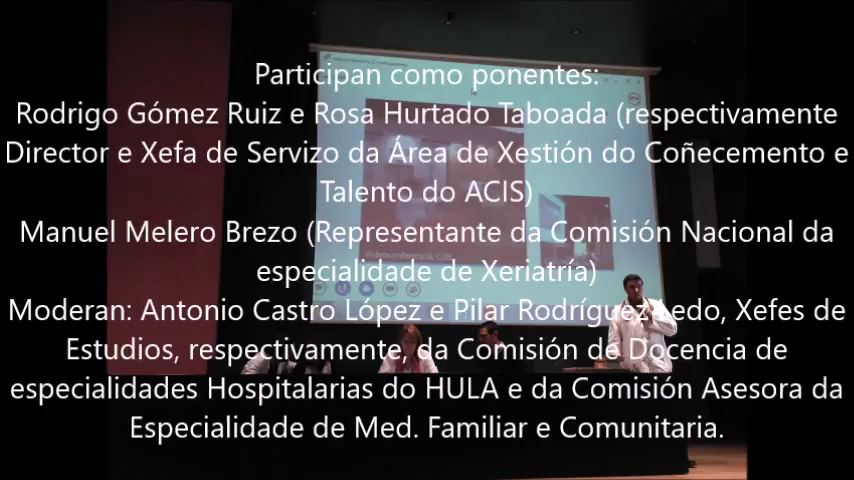 Participan como ponentes:
Rodrigo Gómez Ruiz e Rosa Hurtado Taboada (respectivamente
Director e Xefa de Servizo da Área de Xestión do Coñecemento e
Talento do ACIS)
Manuel Melero Brezo (Representante da Comisión Nacional da
especialidade de Xeriatría)
Moderan: Antonio Castro López e Pilar Rodríguez Ledo, Xefes de
Estudios, respectivamente, da Comisión de Docencia de
especialidades Hospitalarias do HULA e da Comisión Asesora da
Especialidade de Med. Familiar e Comunitaria.